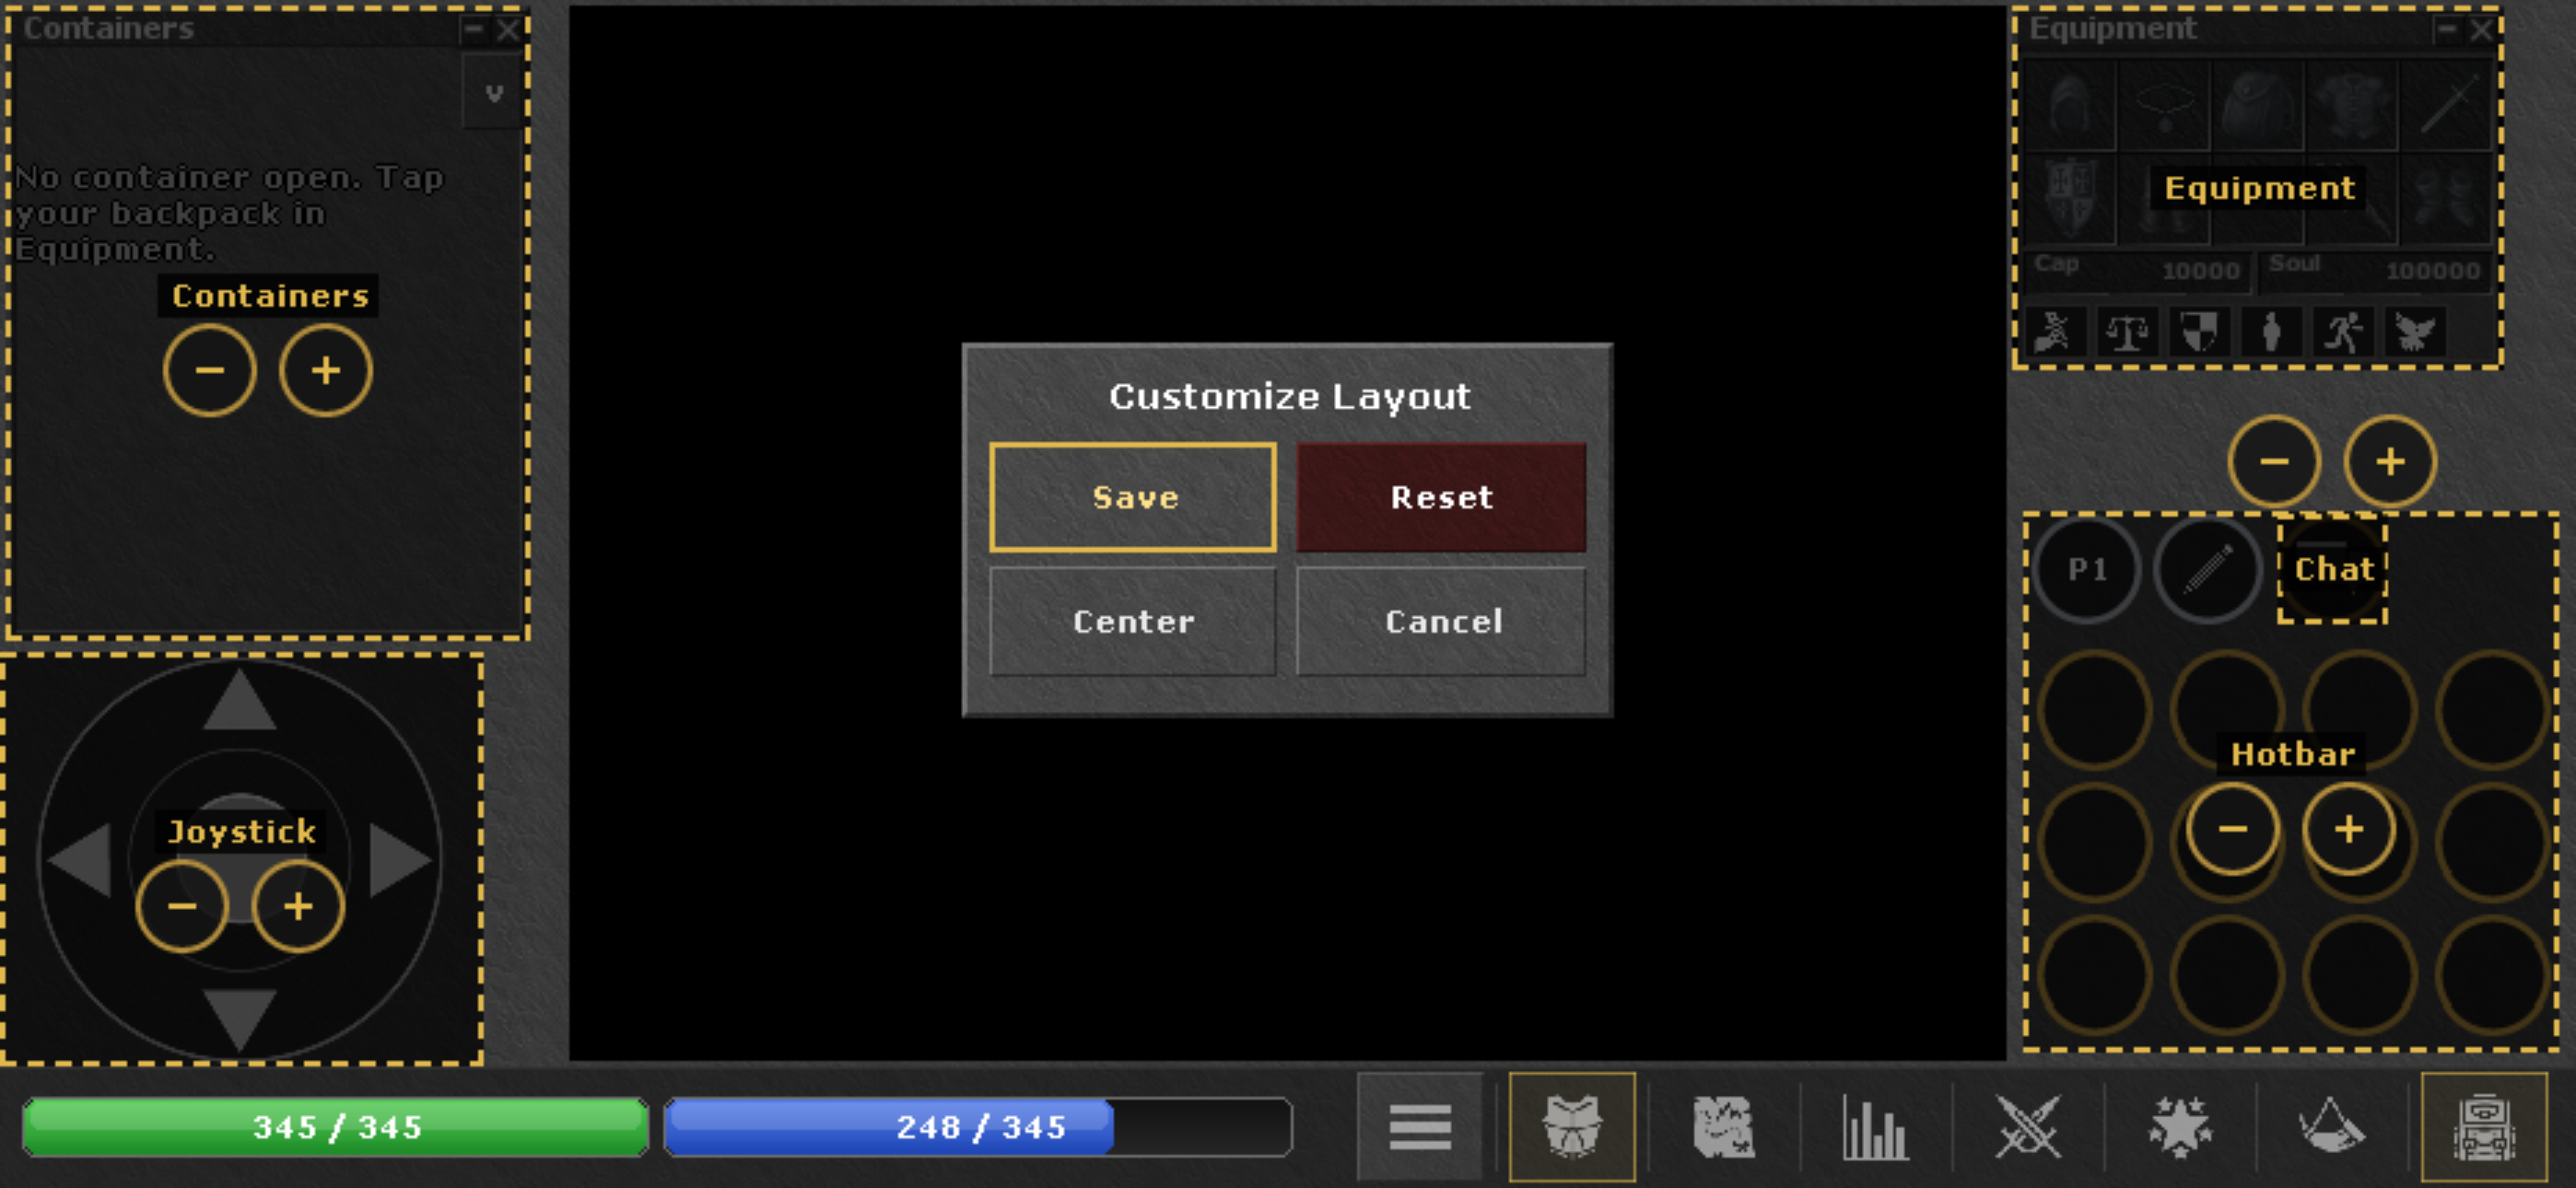 Containers
v
No container open. Tap
your backpack in
Equipment.
Containers
− +
Joystick
− +
Customize Layout
Save
Reset
Center
Cancel
Equipment
Equipment
Cap 10000
Soul 100000
− +
P1
Chat
Hotbar
− +
345 / 345
248 / 345